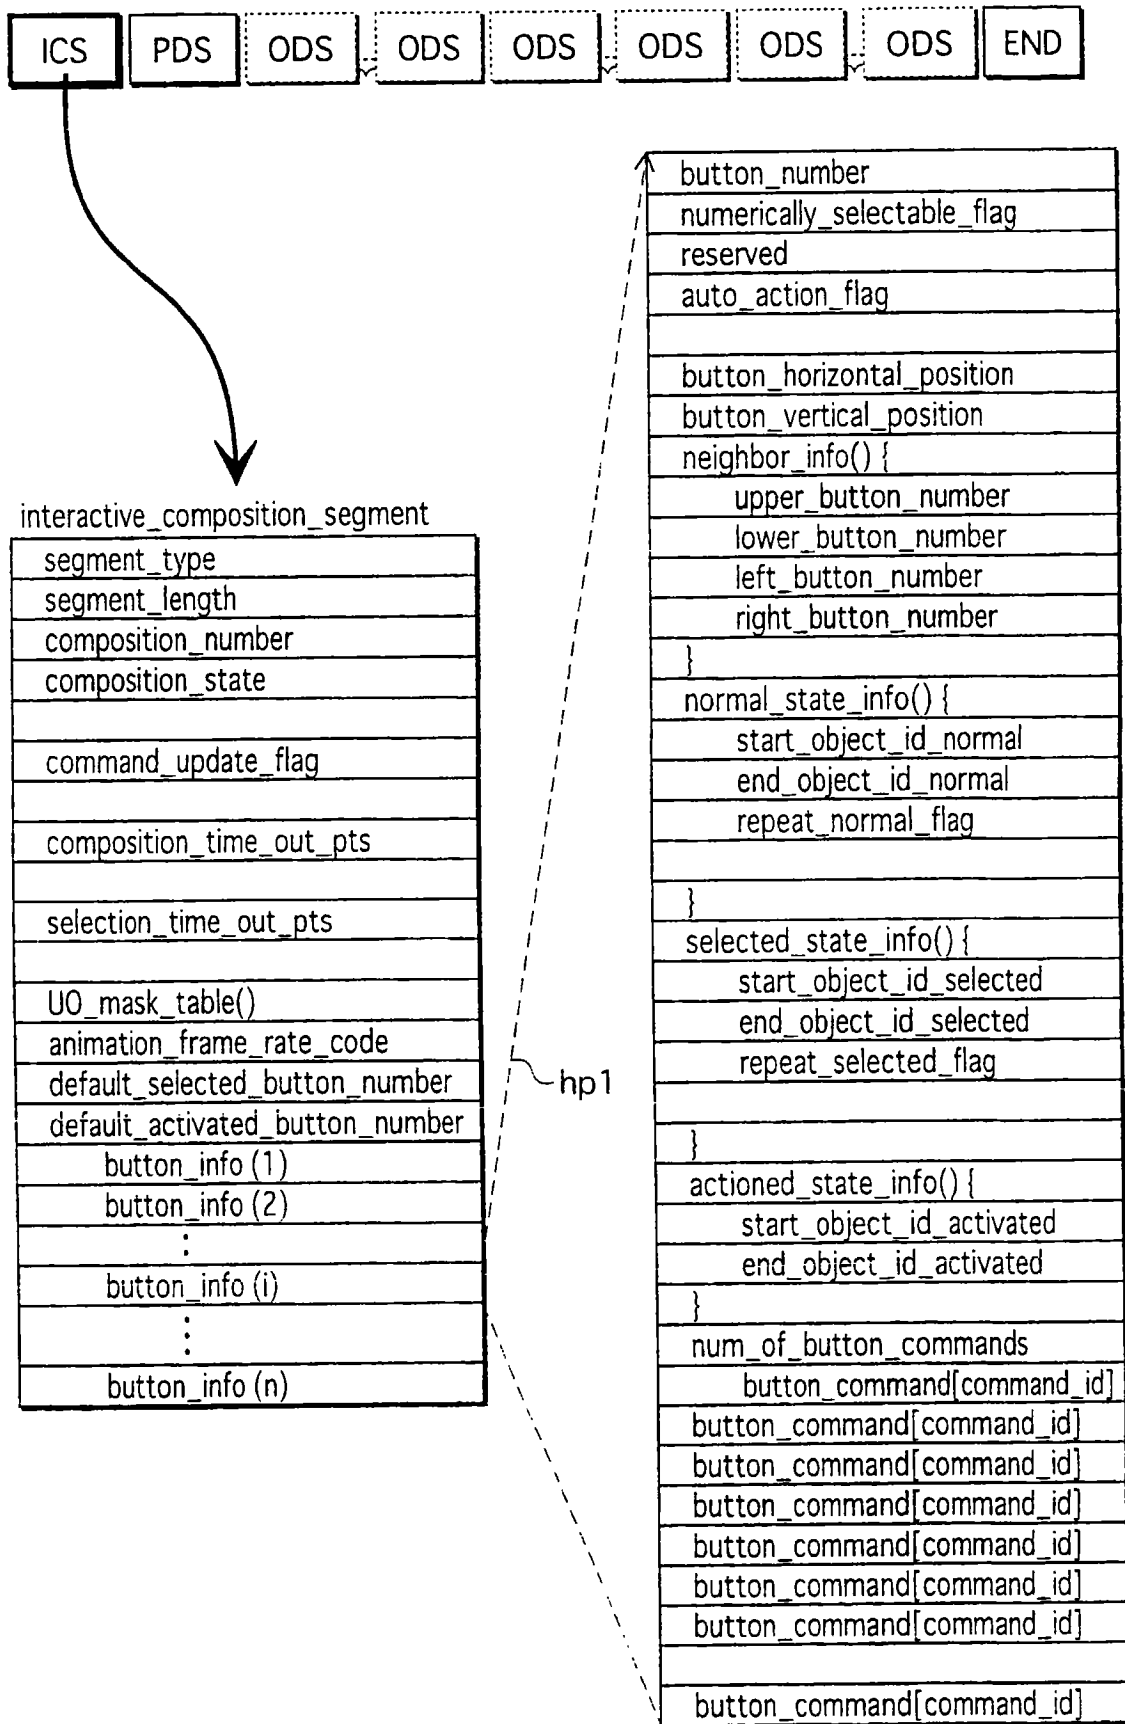 ICS PDS ODS ODS ODS ODS ODS ODS END
interactive_composition_segment
segment_type
segment_length
composition_number
composition_state
command_update_flag
composition_time_out_pts
selection_time_out_pts
UO_mask_table()
animation_frame_rate_code
default_selected_button_number
default_activated_button_number
button_info (1)
button_info (2)
⋮
button_info (i)
⋮
button_info (n)
hp1
button_number
numerically_selectable_flag
reserved
auto_action_flag
button_horizontal_position
button_vertical_position
neighbor_info() {
upper_button_number
lower_button_number
left_button_number
right_button_number
}
normal_state_info() {
start_object_id_normal
end_object_id_normal
repeat_normal_flag
}
selected_state_info() {
start_object_id_selected
end_object_id_selected
repeat_selected_flag
}
actioned_state_info() {
start_object_id_activated
end_object_id_activated
}
num_of_button_commands
button_command[command_id]
button_command[command_id]
button_command[command_id]
button_command[command_id]
button_command[command_id]
button_command[command_id]
button_command[command_id]
button_command[command_id]